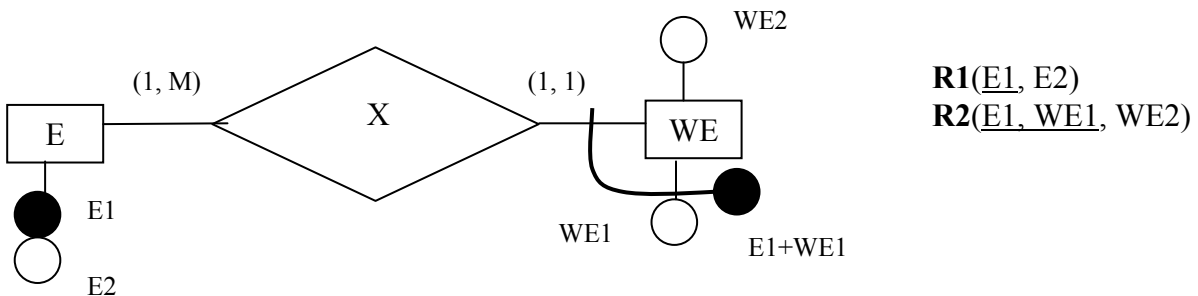 WE2
(1, M)
(1, 1)
R1(E1, E2)
R2(E1, WE1, WE2)
E
X
WE
E1
WE1
E1+WE1
E2